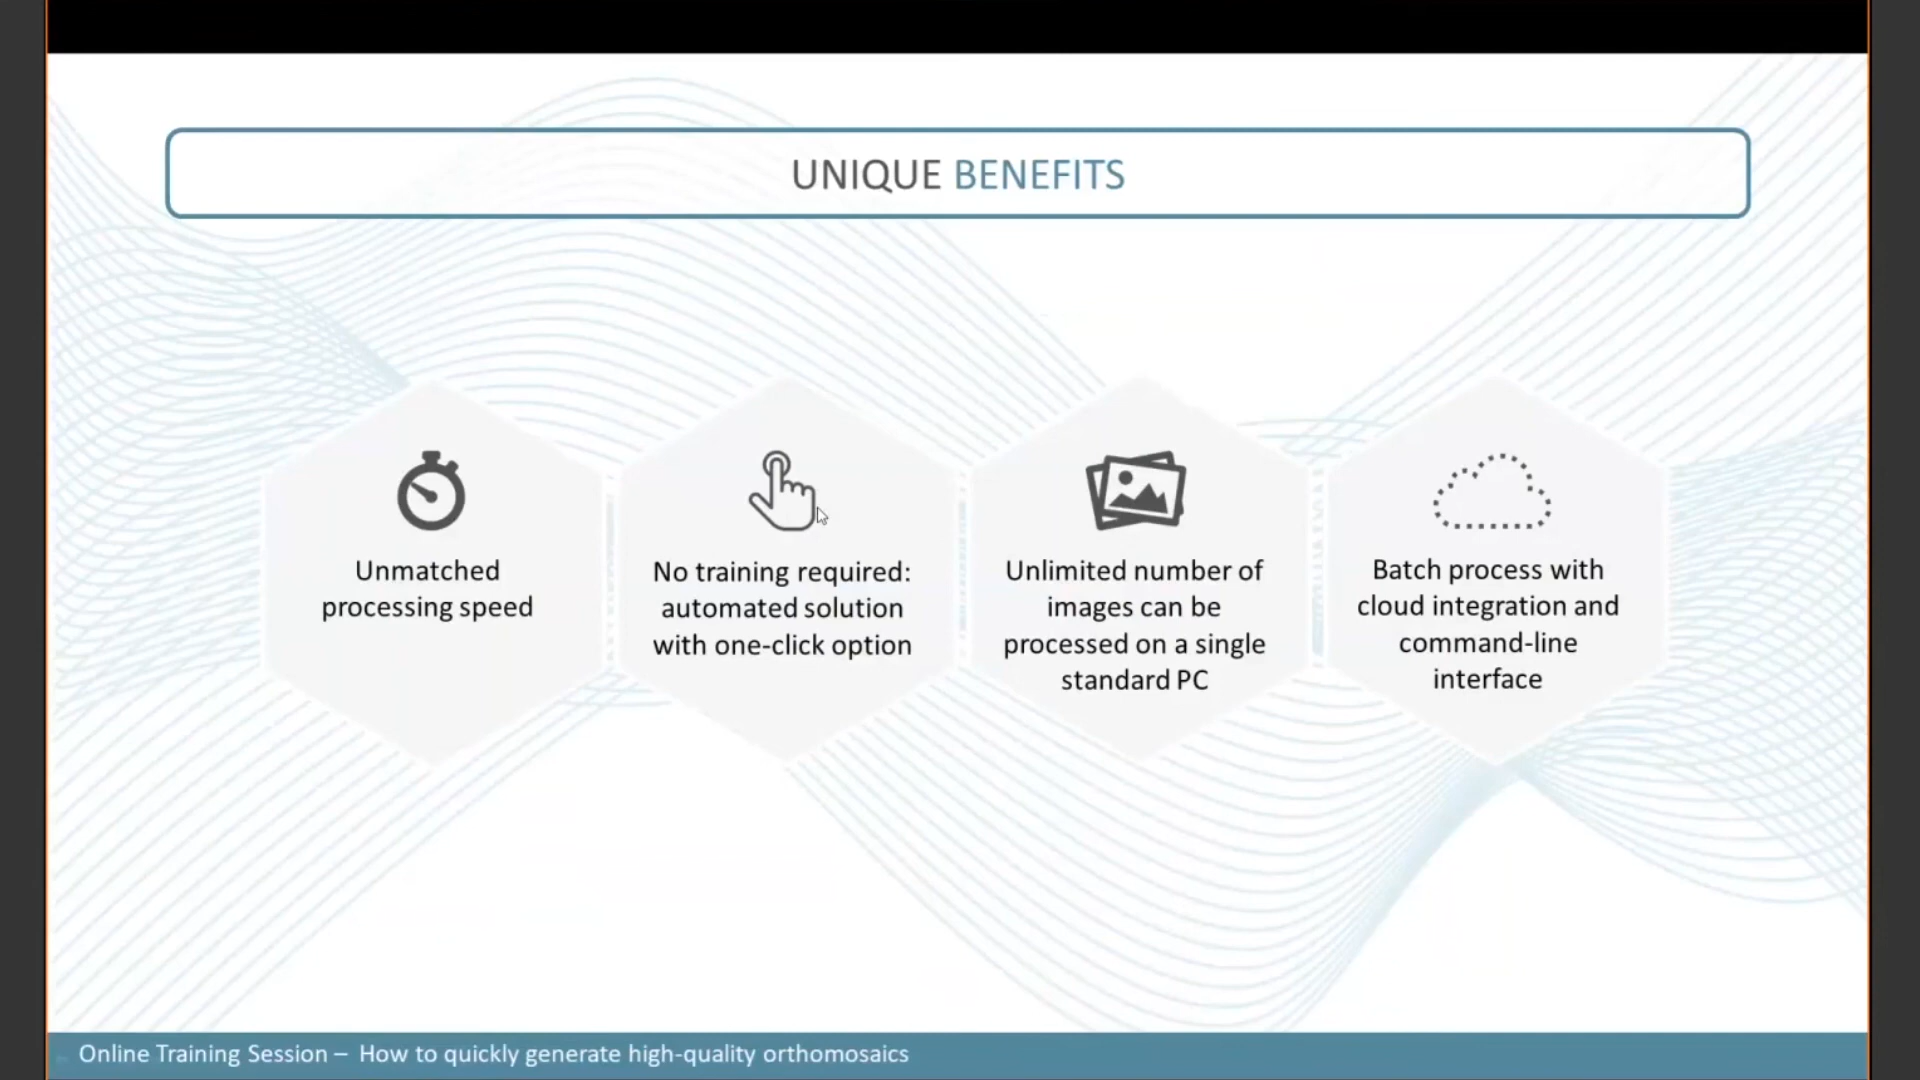 UNIQUE BENEFITS
Unmatched
processing speed
No training required:
automated solution
with one-click option
Unlimited number of
images can be
processed on a single
standard PC
Batch process with
cloud integration and
command-line
interface
Online Training Session – How to quickly generate high-quality orthomosaics